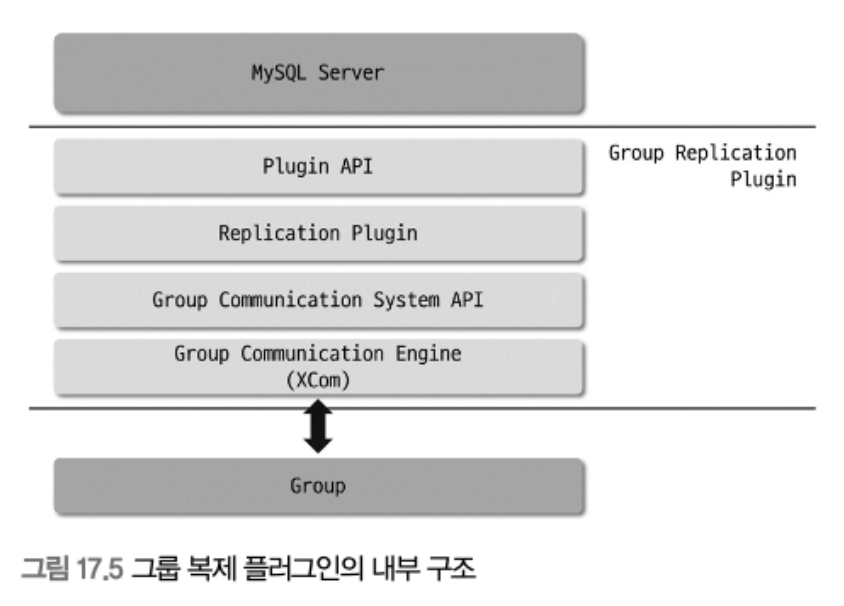 MySQL Server
Plugin API
Group Replication
Plugin
Replication Plugin
Group Communication System API
Group Communication Engine
(XCom)
Group
그림 17.5 그룹 복제 플러그인의 내부 구조